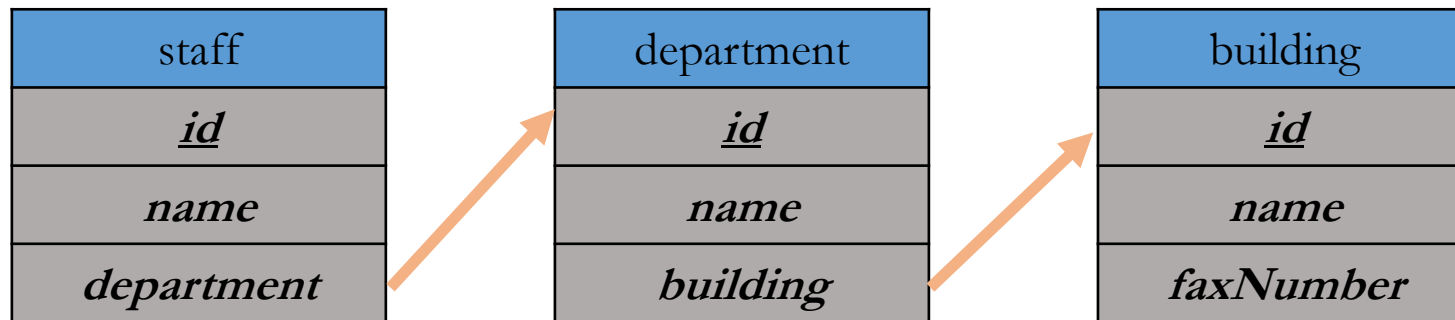 staff
id
name
department
department
id
name
building
building
id
name
faxNumber